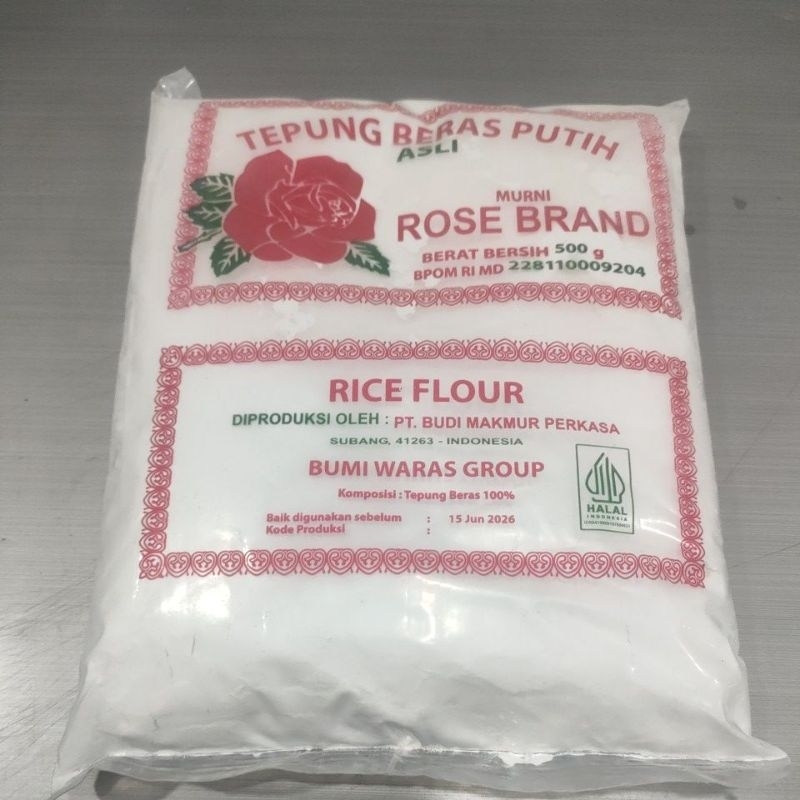 TEPUNG BERAS PUTIH
ASLI
MURNI
ROSE BRAND
BERAT BERSIH 500 g
BPOM RI MD 228110009204
RICE FLOUR
DIPRODUKSI OLEH : PT. BUDI MAKMUR PERKASA
SUBANG, 41263 - INDONESIA
BUMI WARAS GROUP
Komposisi : Tepung Beras 100%
Baik digunakan sebelum : 15 Jun 2026
Kode Produksi :
HALAL
INDONESIA